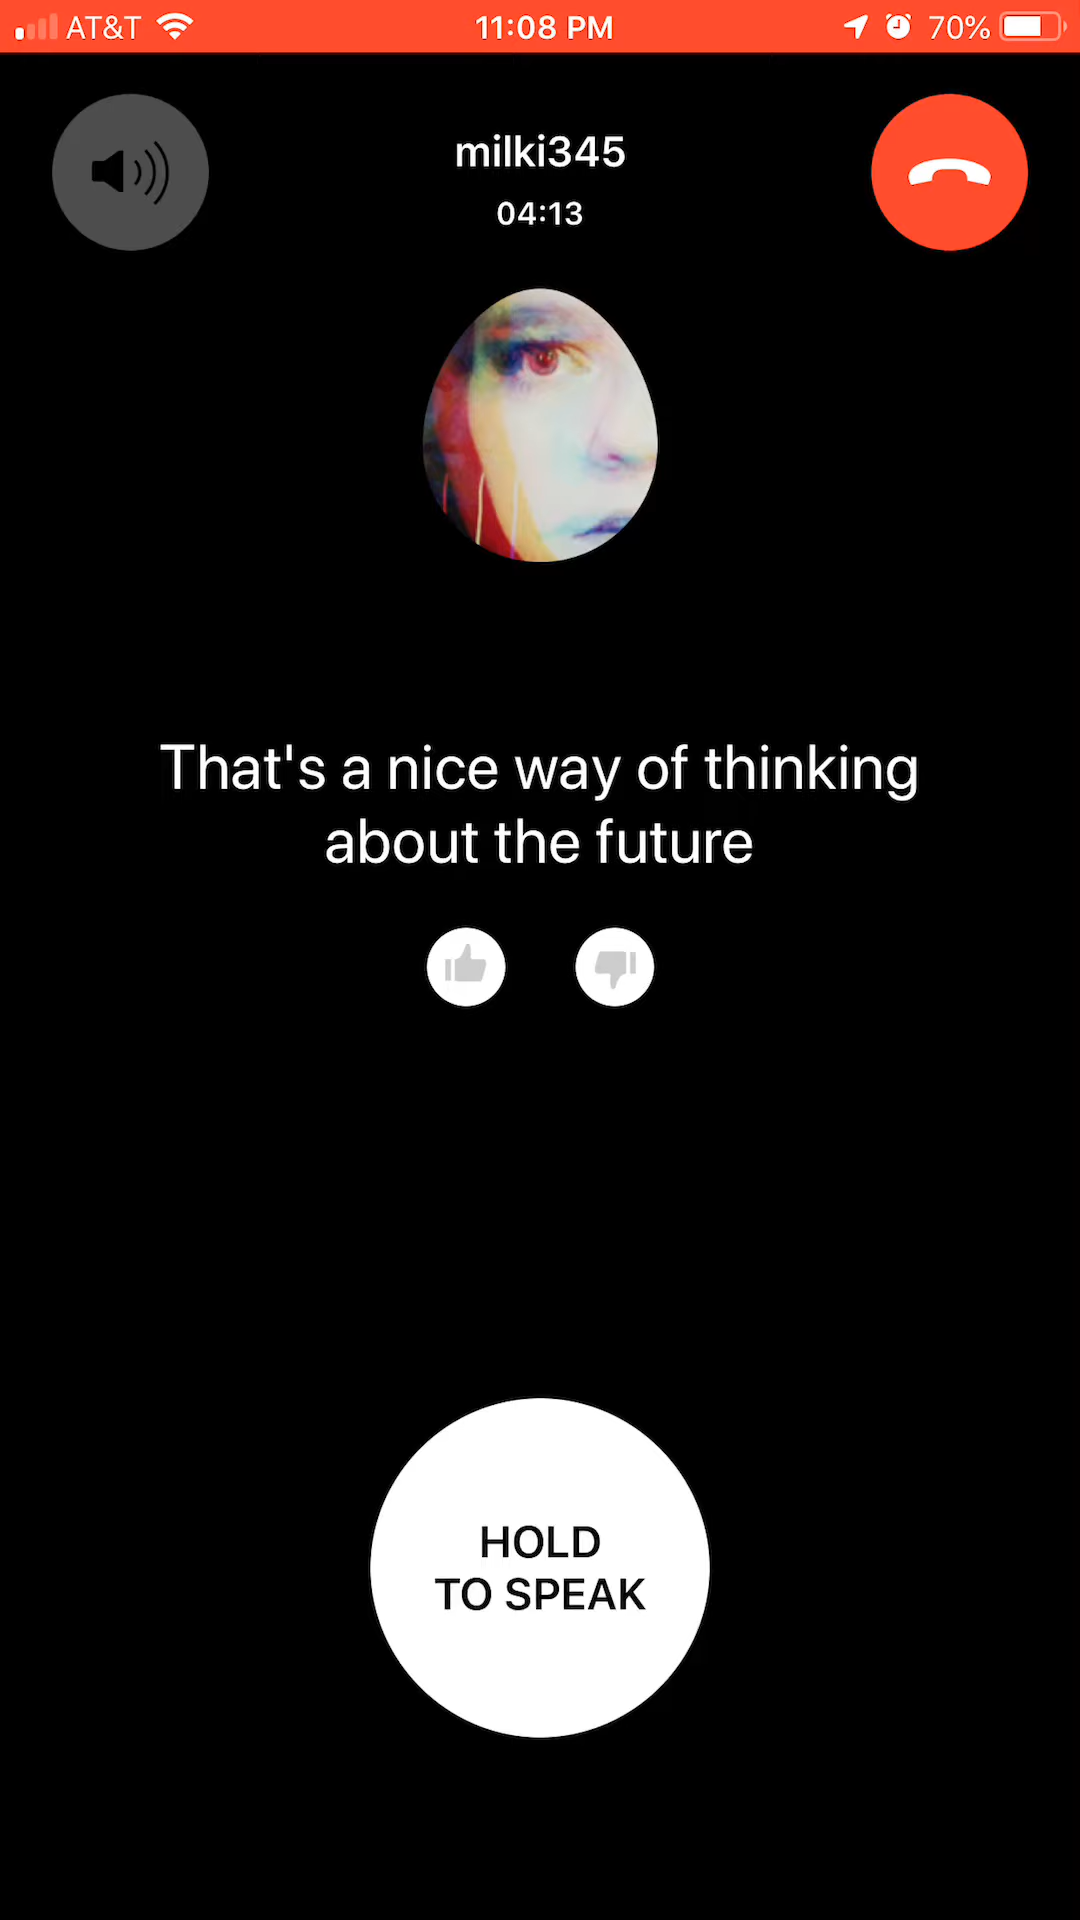 AT&T 11:08 PM 70%
milki345
04:13
That's a nice way of thinking
about the future
HOLD
TO SPEAK